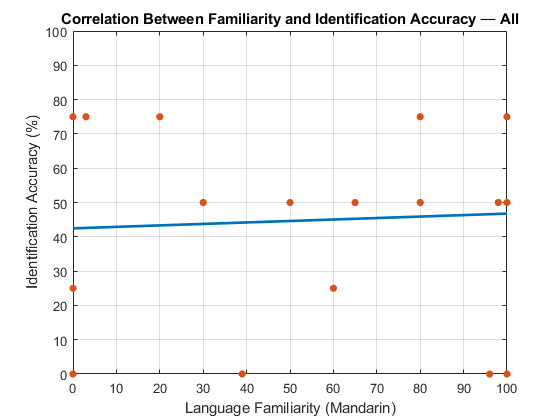 Correlation Between Familiarity and Identification Accuracy — All
100
90
80
70
60
50
40
30
20
10
0
Identification Accuracy (%)
0 10 20 30 40 50 60 70 80 90 100
Language Familiarity (Mandarin)